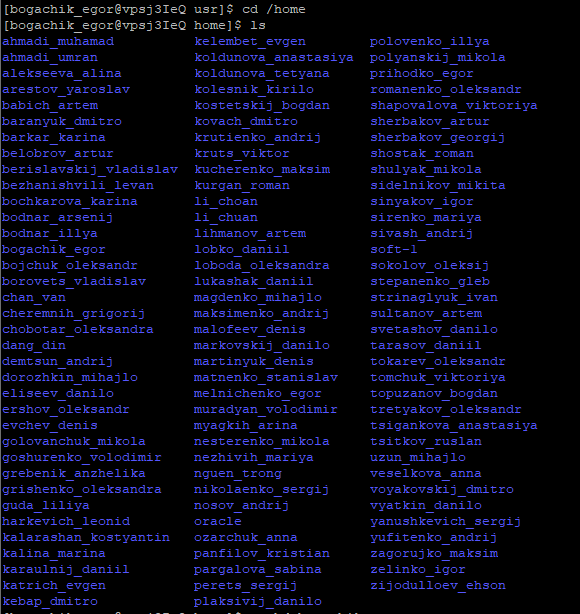 [bogachik_egor@vpsj3IeQ usr]$ cd /home
[bogachik_egor@vpsj3IeQ home]$ ls
ahmadi_muhamad kelembet_evgen polovenko_illya
ahmadi_umran koldunova_anastasiya polyanskij_mikola
alekseeva_alina koldunova_tetyana prihodko_egor
arestov_yaroslav kolesnik_kirilo romanenko_oleksandr
babich_artem kostetskij_bogdan shapovalova_viktoriya
baranyuk_dmitro kovach_dmitro sherbakov_artur
barkar_karina krutienko_andrij sherbakov_georgij
belobrov_artur kruts_viktor shostak_roman
berislavskij_vladislav kucherenko_maksim shulyak_mikola
bezhanishvili_levan kurgan_roman sidelnikov_mikita
bochkarova_karina li_choan sinyakov_igor
bodnar_arsenij li_chuan sirenko_mariya
bodnar_illya lihmanov_artem sivash_andrij
bogachik_egor lobko_daniil soft-1
bojchuk_oleksandr loboda_oleksandra sokolov_oleksij
borovets_vladislav lukashak_daniil stepanenko_gleb
chan_van magdenko_mihajlo strinaglyuk_ivan
cheremnih_grigorij maksimenko_andrij sultanov_artem
chobotar_oleksandra malofeev_denis svetashov_danilo
dang_din markovskij_danilo tarasov_daniil
demtsun_andrij martinyuk_denis tokarev_oleksandr
dorozhkin_mihajlo matnenko_stanislav tomchuk_viktoriya
eliseev_danilo melnichenko_egor topuzanov_bogdan
ershov_oleksandr muradyan_volodimir tretyakov_oleksandr
evchev_denis myagkih_arina tsigankova_anastasiya
golovanchuk_mikola nesterenko_mikola tsitkov_ruslan
goshurenko_volodimir nezhivih_mariya uzun_mihajlo
grebenik_anzhelika nguen_trong veselkova_anna
grishenko_oleksandra nikolaenko_sergij voyakovskij_dmitro
guda_liliya nosov_andrij vyatkin_danilo
harkevich_leonid oracle yanushkevich_sergij
kalarashan_kostyantin ozarchuk_anna yufitenko_andrij
kalina_marina panfilov_kristian zagorujko_maksim
karaulnij_daniil pargalova_sabina zelinko_igor
katrich_evgen perets_sergij zijodulloev_ehson
kebap_dmitro plaksivij_danilo